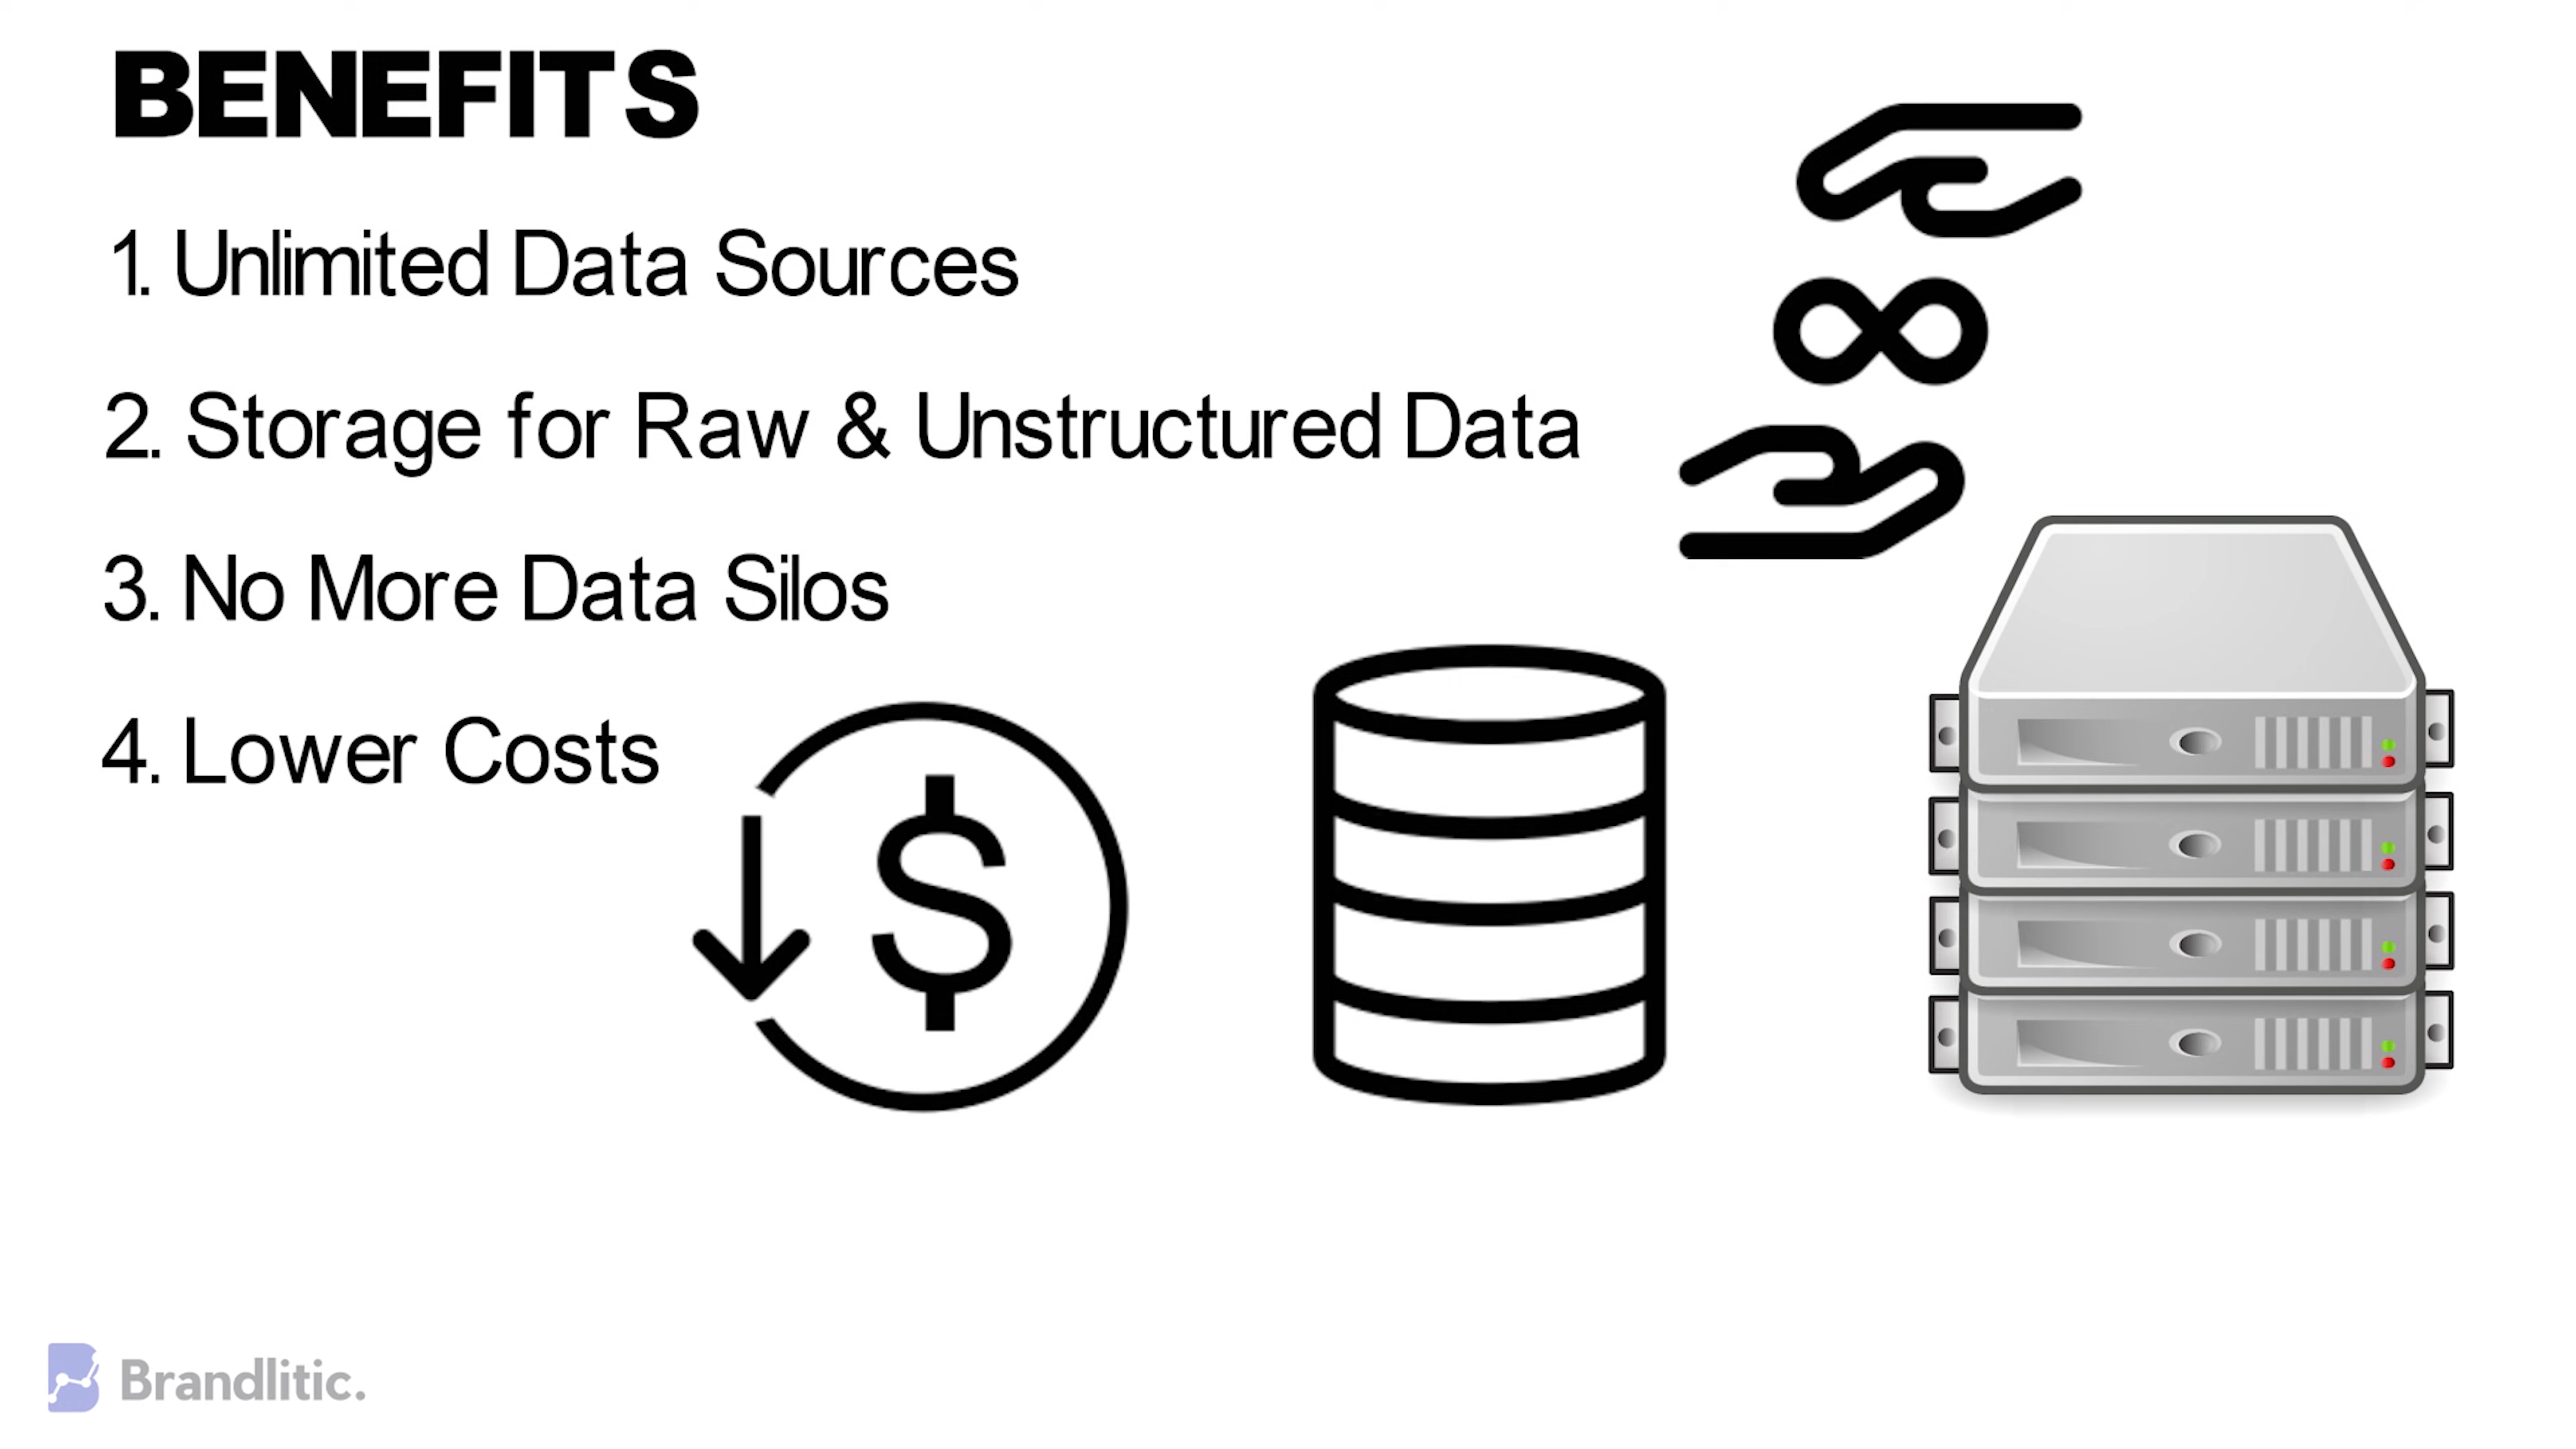 BENEFITS
1. Unlimited Data Sources
2. Storage for Raw & Unstructured Data
3. No More Data Silos
4. Lower Costs
$
Brandlitic.